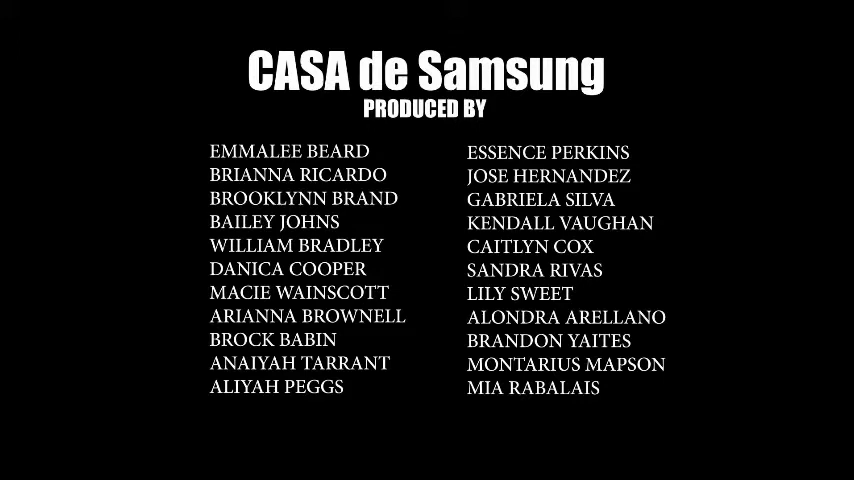 CASA de Samsung
PRODUCED BY
EMMALEE BEARD
BRIANNA RICARDO
BROOKLYNN BRAND
BAILEY JOHNS
WILLIAM BRADLEY
DANICA COOPER
MACIE WAINSCOTT
ARIANNA BROWNELL
BROCK BABIN
ANAIYAH TARRANT
ALIYAH PEGGS
ESSENCE PERKINS
JOSE HERNANDEZ
GABRIELA SILVA
KENDALL VAUGHAN
CAITLYN COX
SANDRA RIVAS
LILY SWEET
ALONDRA ARELLANO
BRANDON YAITES
MONTARIUS MAPSON
MIA RABALAIS